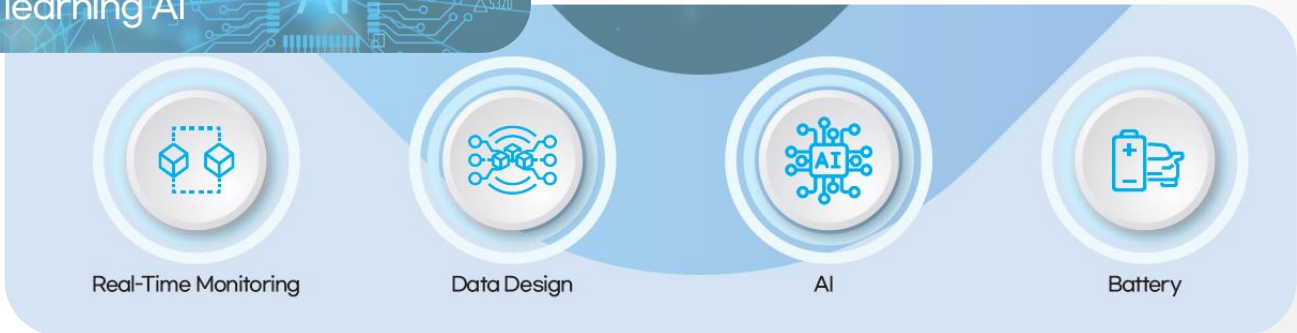 learning AI
AI
Real-Time Monitoring
Data Design
AI
Battery